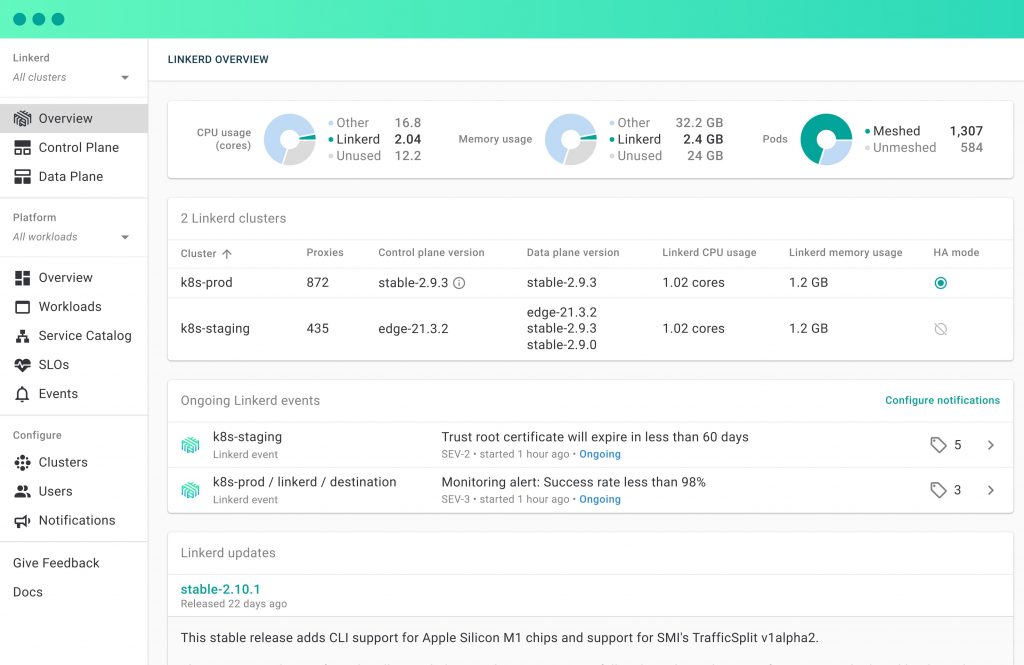 Linkerd
All clusters
Overview
Control Plane
Data Plane
Platform
All workloads
Overview
Workloads
Service Catalog
SLOs
Events
Configure
Clusters
Users
Notifications
Give Feedback
Docs
LINKERD OVERVIEW
CPU usage
(cores)
Other 16.8
Linkerd 2.04
Unused 12.2
Memory usage
Other 32.2 GB
Linkerd 2.4 GB
Unused 24 GB
Pods
Meshed 1,307
Unmeshed 584
2 Linkerd clusters
Cluster Proxies Control plane version Data plane version Linkerd CPU usage Linkerd memory usage HA mode
k8s-prod 872 stable-2.9.3 stable-2.9.3 1.02 cores 1.2 GB
k8s-staging 435 edge-21.3.2 edge-21.3.2 1.02 cores 1.2 GB
stable-2.9.3
stable-2.9.0
Ongoing Linkerd events Configure notifications
k8s-staging Trust root certificate will expire in less than 60 days 5
Linkerd event SEV-2 • started 1 hour ago • Ongoing
k8s-prod / linkerd / destination Monitoring alert: Success rate less than 98% 3
Linkerd event SEV-3 • started 1 hour ago • Ongoing
Linkerd updates
stable-2.10.1
Released 22 days ago
This stable release adds CLI support for Apple Silicon M1 chips and support for SMI's TrafficSplit v1alpha2.